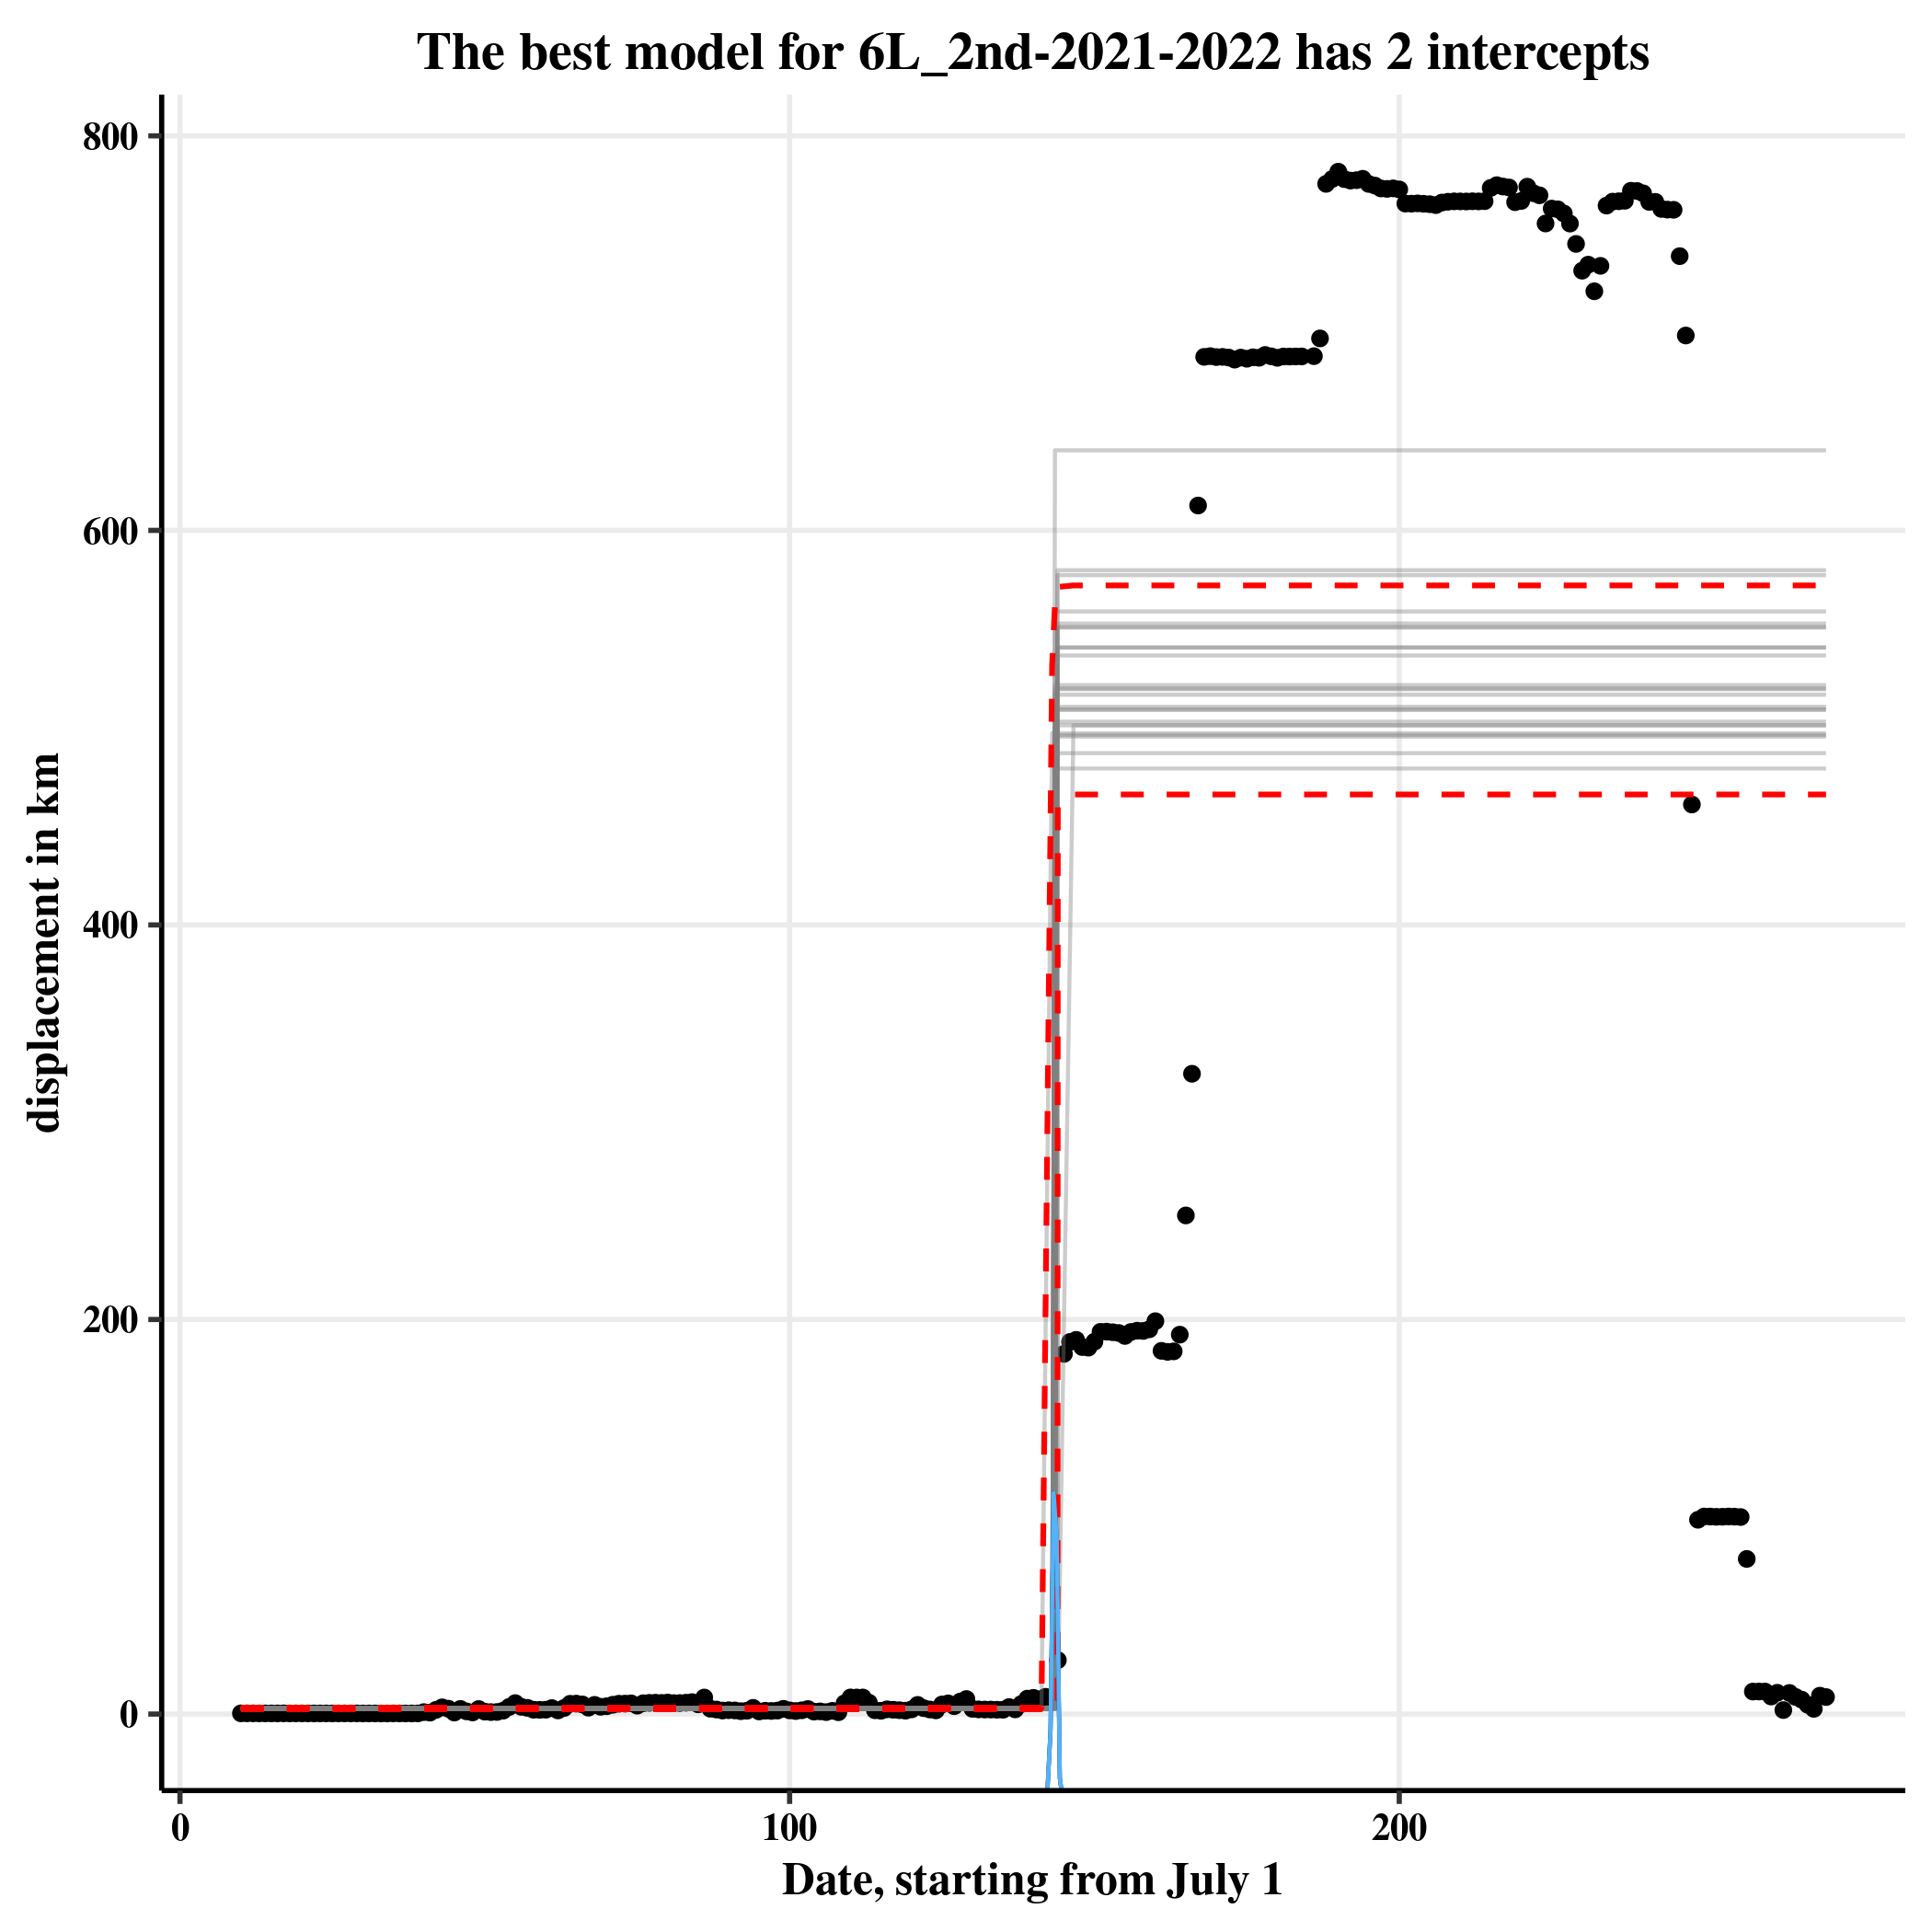 The best model for 6L_2nd-2021-2022 has 2 intercepts
displacement in km
800
600
400
200
0
0
100
200
Date, starting from July 1